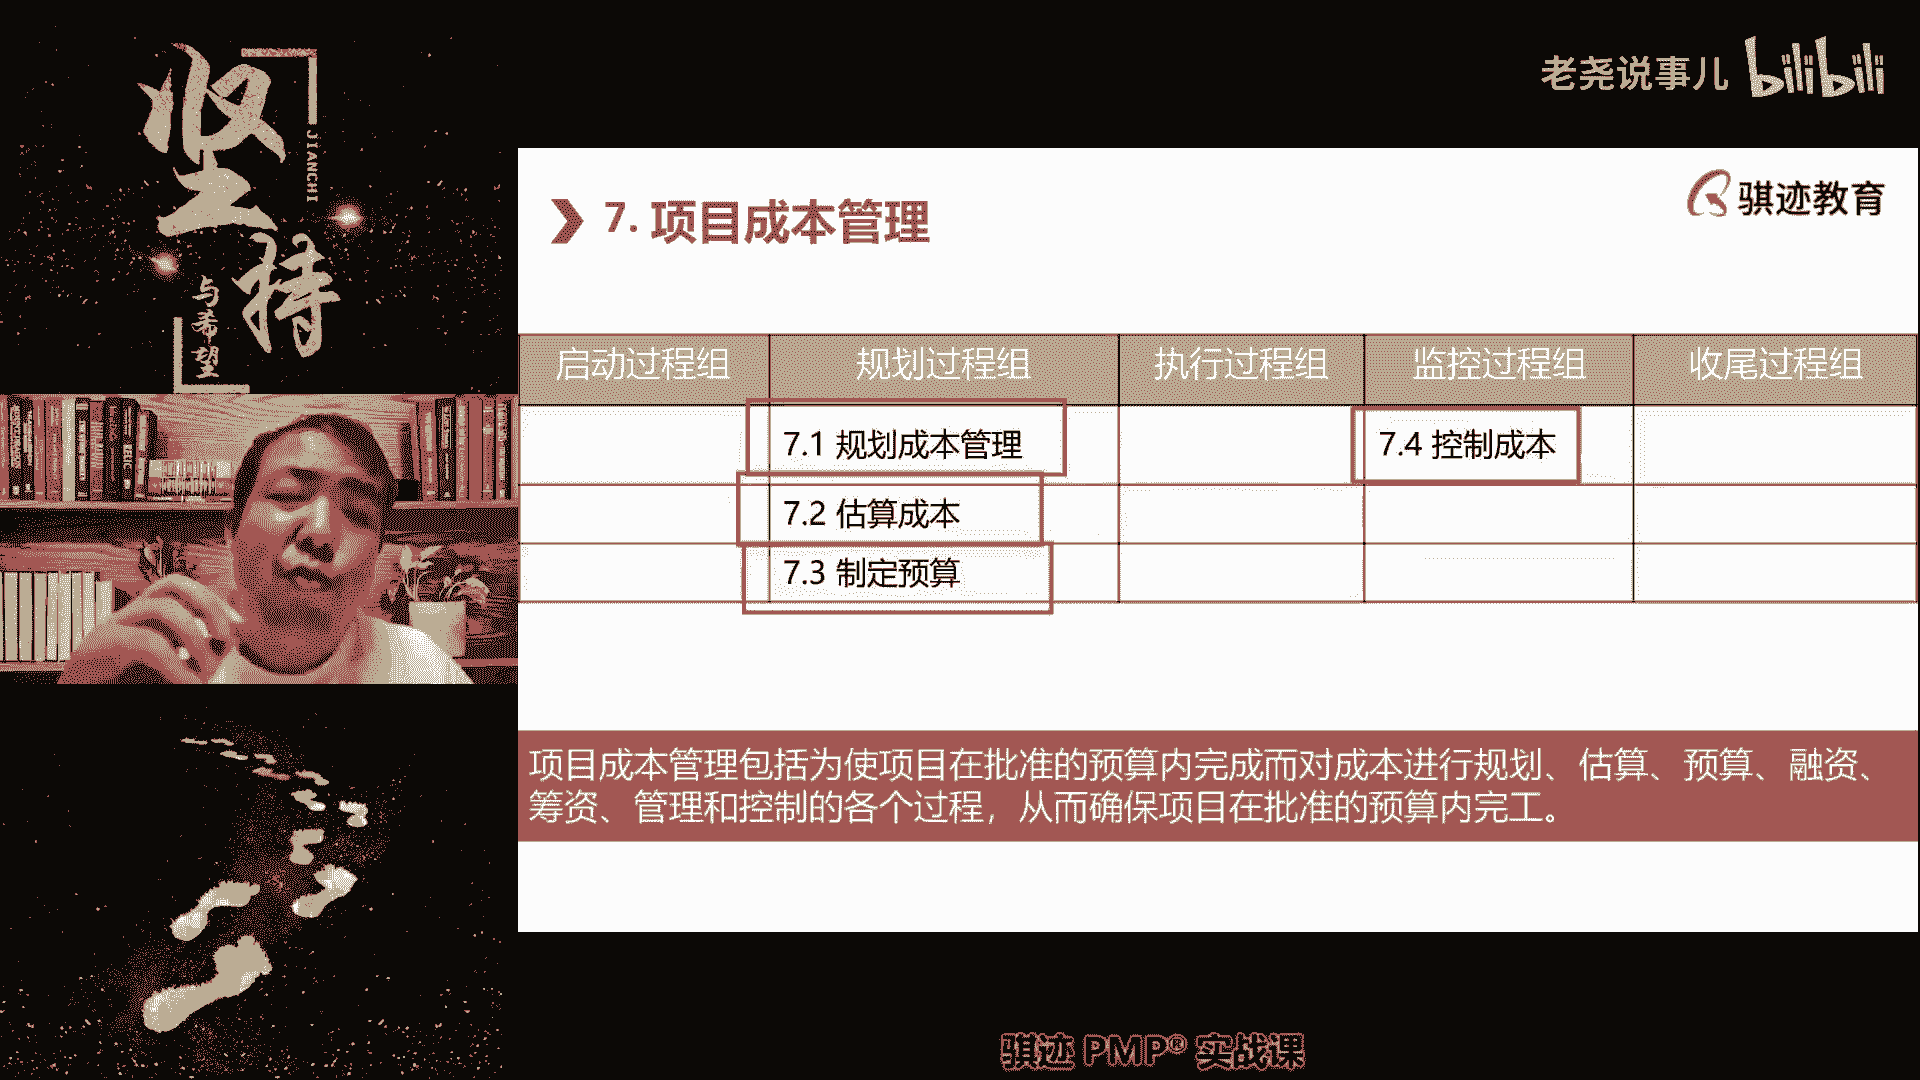 坚持
JIANCHI
与希望
老尧说事儿 bilibili
骐迹教育
7. 项目成本管理
启动过程组 规划过程组 执行过程组 监控过程组 收尾过程组
7.1 规划成本管理 7.4 控制成本
7.2 估算成本
7.3 制定预算
项目成本管理包括为使项目在批准的预算内完成而对成本进行规划、估算、预算、融资、
筹资、管理和控制的各个过程，从而确保项目在批准的预算内完工。
骐迹 PMP® 实战课